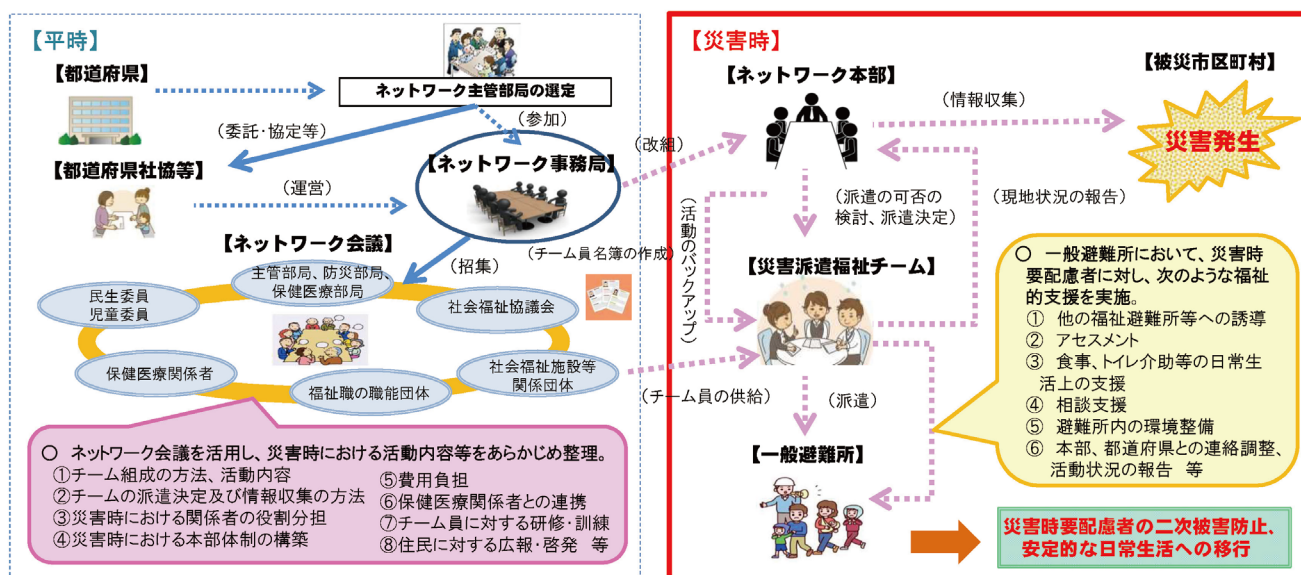 【平時】
【都道府県】
ネットワーク主管部局の選定
（委託・協定等）
（参加）
【都道府県社協等】
（運営）
【ネットワーク事務局】
【ネットワーク会議】
（招集）
（チーム員名簿の作成）
主管部局、防災部局、
保健医療部局
民生委員
児童委員
社会福祉協議会
保健医療関係者
福祉職の職能団体
社会福祉施設等
関係団体
○　ネットワーク会議を活用し、災害時における活動内容等をあらかじめ整理。
①チーム組成の方法、活動内容
②チームの派遣決定及び情報収集の方法
③災害時における関係者の役割分担
④災害時における本部体制の構築
⑤費用負担
⑥保健医療関係者との連携
⑦チーム員に対する研修・訓練
⑧住民に対する広報・啓発　等
【災害時】
【ネットワーク本部】
（改組）
（情報収集）
【被災市区町村】
災害発生
（派遣の可否の
検討、派遣決定）
（現地状況の報告）
（活動のバックアップ）
【災害派遣福祉チーム】
（チーム員の供給）
（派遣）
【一般避難所】
○　一般避難所において、災害時
要配慮者に対し、次のような福祉
的支援を実施。
①　他の福祉避難所等への誘導
②　アセスメント
③　食事、トイレ介助等の日常生
活上の支援
④　相談支援
⑤　避難所内の環境整備
⑥　本部、都道府県との連絡調整、
活動状況の報告　等
災害時要配慮者の二次被害防止、
安定的な日常生活への移行